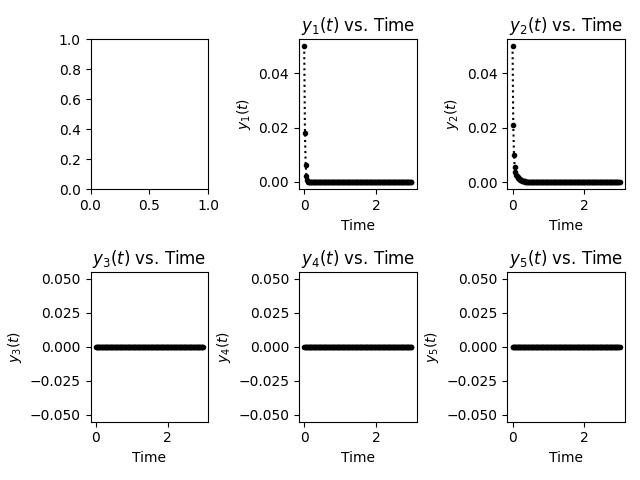 1.0
0.8
0.6
0.4
0.2
0.0
0.0 0.5 1.0
y₁(t) vs. Time
y₁(t)
0.04
0.02
0.00
0 2
Time
y₂(t) vs. Time
y₂(t)
0.04
0.02
0.00
0 2
Time
y₃(t) vs. Time
y₃(t)
0.050
0.025
0.000
−0.025
−0.050
0 2
Time
y₄(t) vs. Time
y₄(t)
0.050
0.025
0.000
−0.025
−0.050
0 2
Time
y₅(t) vs. Time
y₅(t)
0.050
0.025
0.000
−0.025
−0.050
0 2
Time